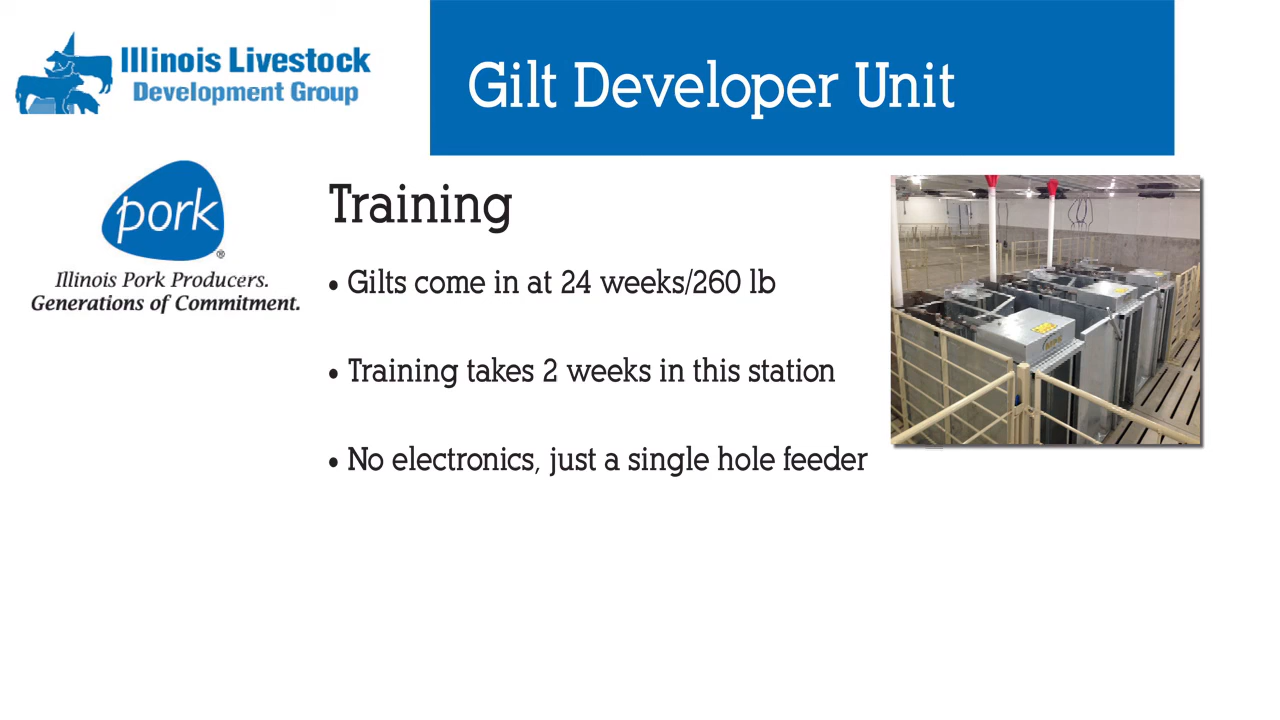 Illinois Livestock
Development Group
Gilt Developer Unit
pork®
Illinois Pork Producers.
Generations of Commitment.
Training
• Gilts come in at 24 weeks/260 lb
• Training takes 2 weeks in this station
• No electronics, just a single hole feeder